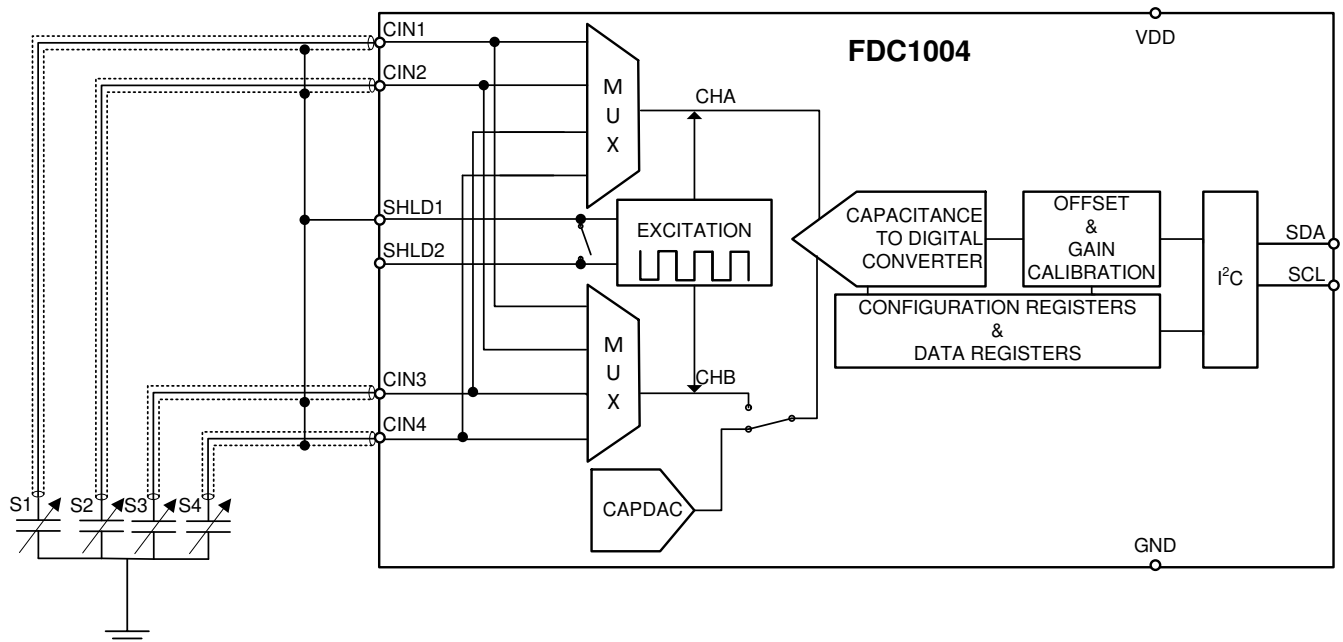 CIN1
FDC1004
VDD
CIN2
M
U
X
CHA
SHLD1
EXCITATION
SHLD2
CAPACITANCE
TO DIGITAL
CONVERTER
OFFSET
&
GAIN
CALIBRATION
I²C
SDA
SCL
CONFIGURATION REGISTERS
&
DATA REGISTERS
M
U
X
CIN3
CHB
CIN4
S1
S2
S3
S4
CAPDAC
GND